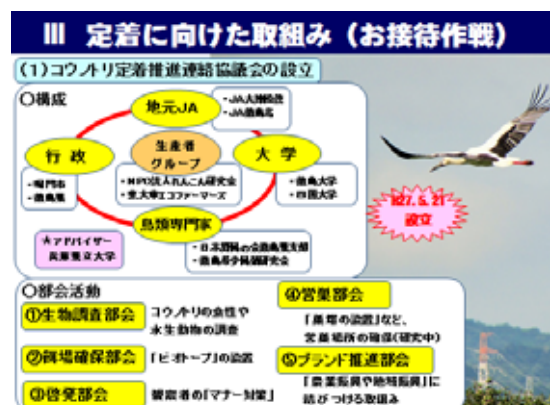 Ⅲ 定着に向けた取組み（お接待作戦）
（1）コウノトリ定着推進連絡協議会の設立
〇構成
地元JA
・JA大津松茂
・JA徳島北
行政
・鳴門市
・徳島県
生産者
グループ
・NPO法人れんこん研究会
・里大幸エコファーマーズ
大学
・徳島大学
・四国大学
H27.5.21
設立
鳥類専門家
・日本野鳥の会徳島県支部
・徳島希少鳥類研究会
★アドバイザー
兵庫県立大学
〇部会活動
①生物調査部会
コウノトリの食性や
水生動物の調査
②餌場確保部会
「ビオトープ」の設置
③啓発部会
観察者の「マナー対策」
④営巣部会
「巣塔の設置」など、
営巣場所の確保（研究中）
⑤ブランド推進部会
「農業振興や地域振興」に
結びつける取組み